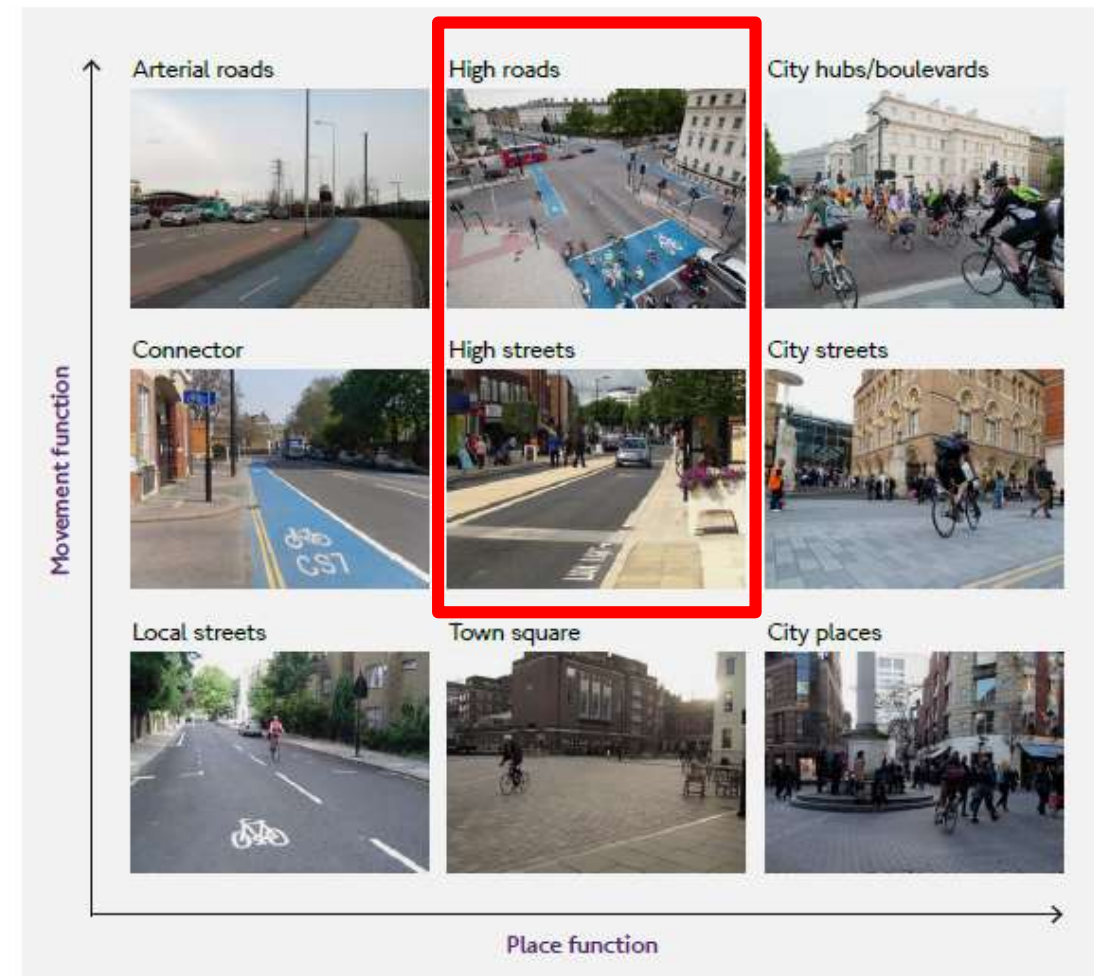 Arterial roads
High roads
City hubs/boulevards
Connector
High streets
City streets
CS7
Local streets
Town square
City places
Movement function
Place function